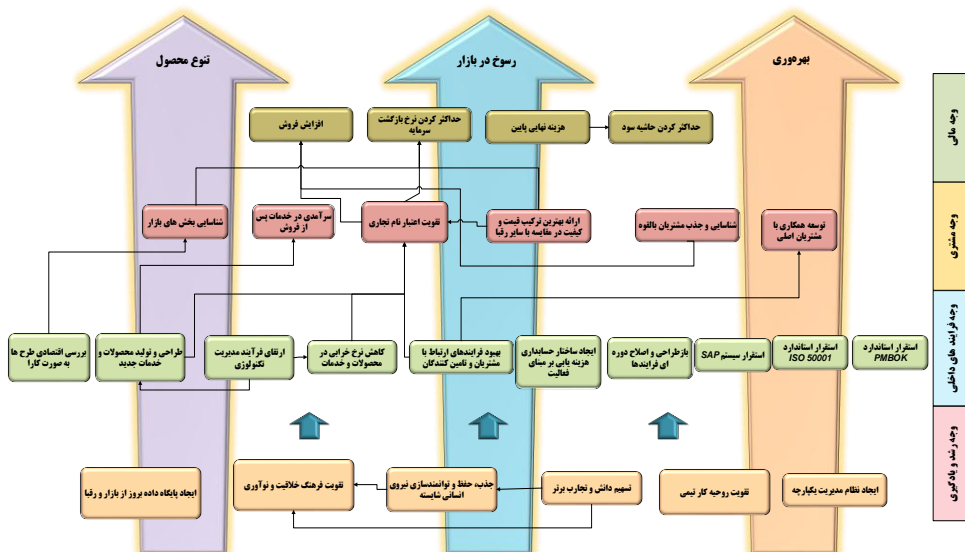 بهره‌وری
رسوخ در بازار
تنوع محصول
وجه مالی
حداکثر کردن حاشیه سود
هزینه نهایی پایین
حداکثر کردن نرخ بازگشت
سرمایه
افزایش فروش
وجه مشتری
توسعه همکاری با
مشتریان اصلی
شناسایی و جذب مشتریان بالقوه
ارائه بهترین ترکیب قیمت و
کیفیت در مقایسه با سایر رقبا
تقویت اعتبار نام تجاری
سرآمدی در خدمات پس
از فروش
شناسایی بخش های بازار
وجه فرایند های داخلی
استقرار استاندارد
PMBOK
استقرار استاندارد
ISO 50001
استقرار سیستم SAP
بازطراحی و اصلاح دوره
ای فرایندها
ایجاد ساختار حسابداری
هزینه یابی بر مبنای
فعالیت
بهبود فرایندهای ارتباط با
مشتریان و تامین کنندگان
کاهش نرخ خرابی در
محصولات و خدمات
ارتقای فرآیند مدیریت
تکنولوژی
طراحی و تولید محصولات و
خدمات جدید
بررسی اقتصادی طرح ها
به صورت کارا
وجه رشد و یادگیری
ایجاد نظام مدیریت یکپارچه
تقویت روحیه کار تیمی
تسهیم دانش و تجارب برتر
جذب، حفظ و توانمندسازی نیروی
انسانی شایسته
تقویت فرهنگ خلاقیت و نوآوری
ایجاد پایگاه داده بروز از بازار و رقبا